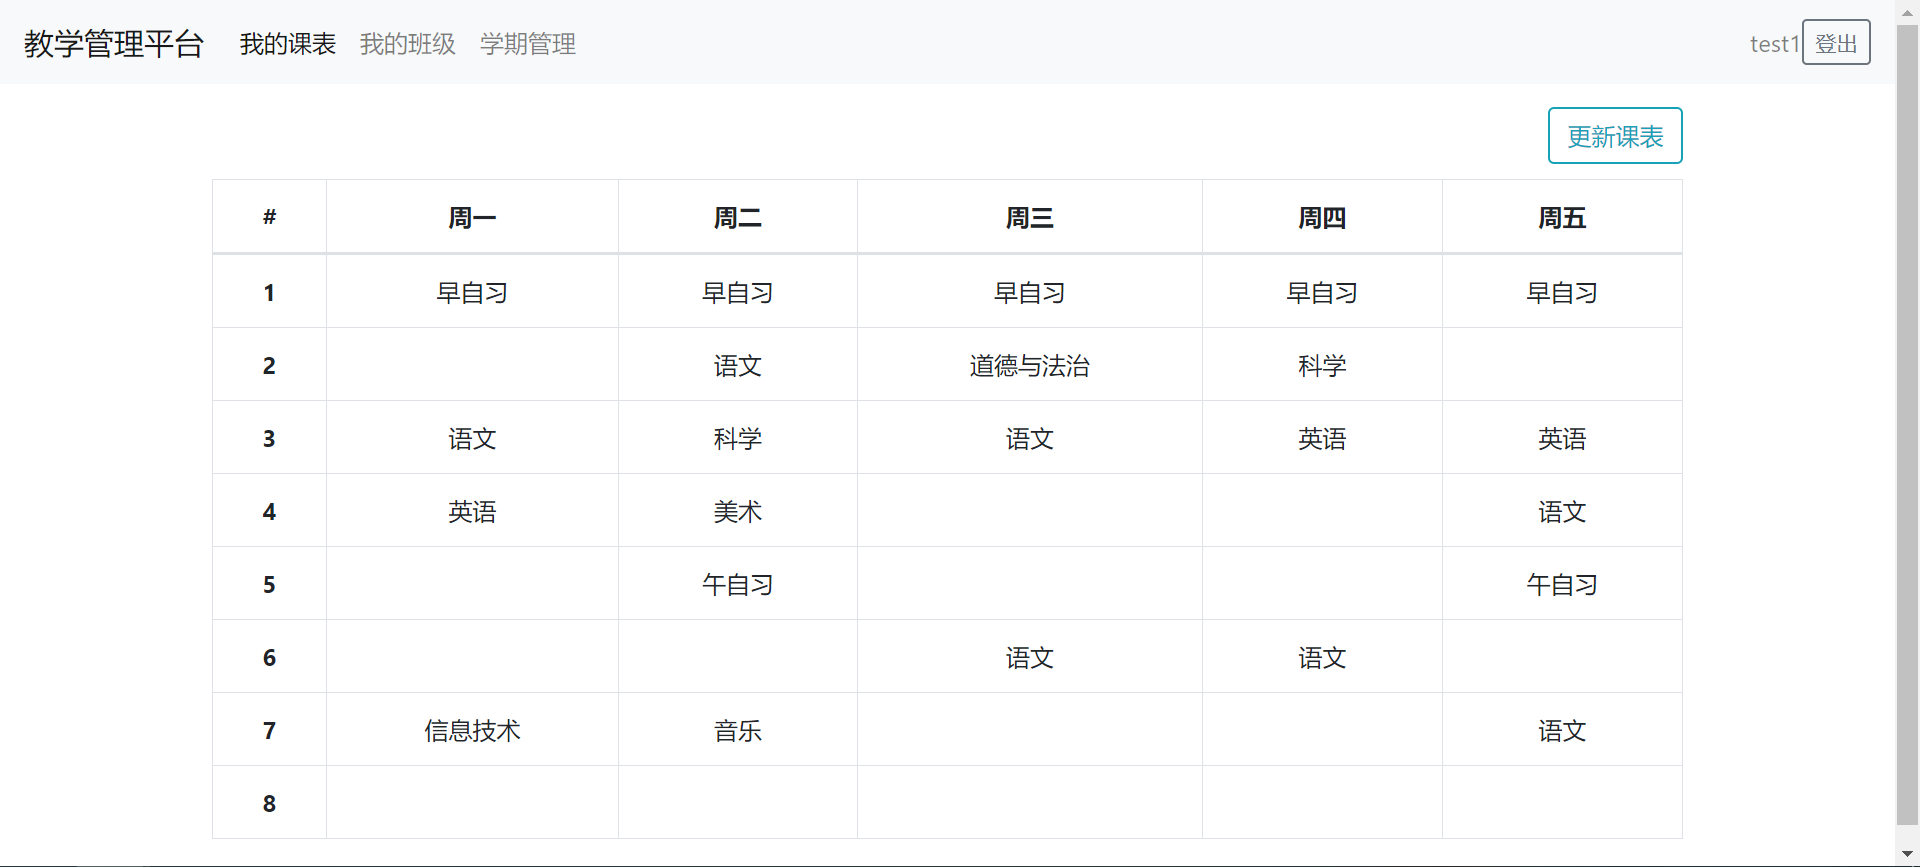 教学管理平台 我的课表 我的班级 学期管理 test1 登出
更新课表
# 周一 周二 周三 周四 周五
1 早自习 早自习 早自习 早自习 早自习
2 语文 道德与法治 科学
3 语文 科学 语文 英语 英语
4 英语 美术 语文
5 午自习 午自习
6 语文 语文
7 信息技术 音乐 语文
8